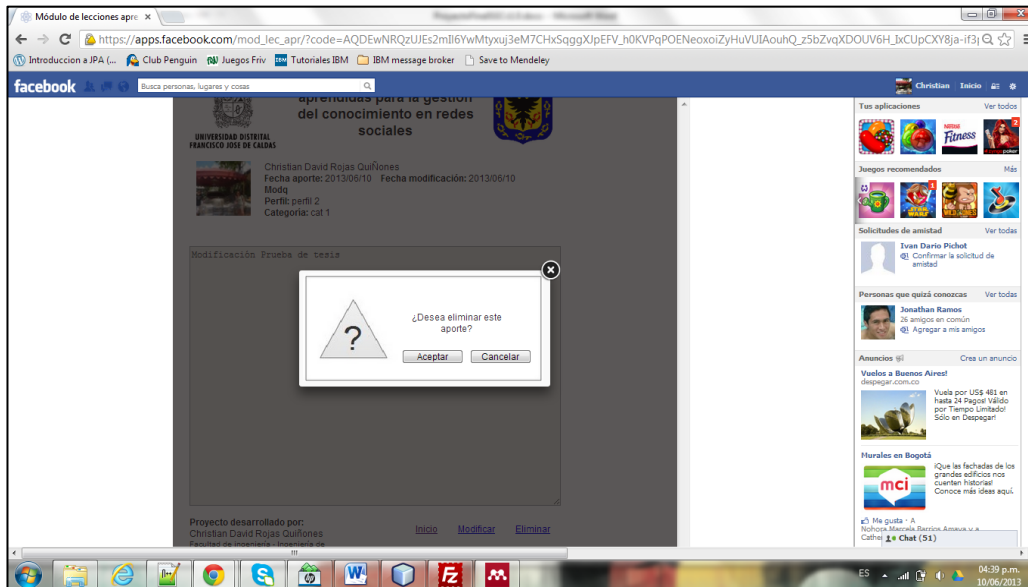 Módulo de lecciones apre
ProyectoFinalSGC v1.0.docx - Microsoft Word
https://apps.facebook.com/mod_lec_apr/?code=
Introduccion a JPA (...
Club Penguin
Juegos Friv
Tutoriales IBM
IBM message broker
Save to Mendeley
facebook
Busca personas, lugares y cosas
Christian
Inicio
aprendidas para la gestión
del conocimiento en redes
sociales
UNIVERSIDAD DISTRITAL
FRANCISCO JOSE DE CALDAS
Christian David Rojas QuiÑones
Fecha aporte: 2013/06/10 Fecha modificación: 2013/06/10
Modq
Perfil: perfil 2
Categoria: cat 1
Modificación Prueba de tesis
¿Desea eliminar este
aporte?
Aceptar
Cancelar
Proyecto desarrollado por:
Christian David Rojas Quiñones
Facultad de Ingeniería - Ingeniería de
Inicio
Modificar
Eliminar
Tus aplicaciones
Ver todos
Fitness
2
Juegos recomendados
Más
1
Solicitudes de amistad
Ver todas
Ivan Dario Pichot
Confirmar la solicitud de
amistad
Personas que quizá conozcas
Ver todas
Jonathan Ramos
26 amigos en común
Agregar a mis amigos
Anuncios
Crea un anuncio
Vuelos a Buenos Aires!
despegar.com.co
Vuela por US$ 481 en
hasta 24 Pagos! Válido
por Tiempo Limitado!
Sólo en Despegar!
Murales en Bogotá
mci
¡Que las fachadas de los
grandes edificios nos
cuenten historias!
Conoce más ideas aquí.
Me gusta · A
Nohora Marcela Barrios Amaya y a
Cathe
Chat (51)
ES
04:39 p.m.
10/06/2013